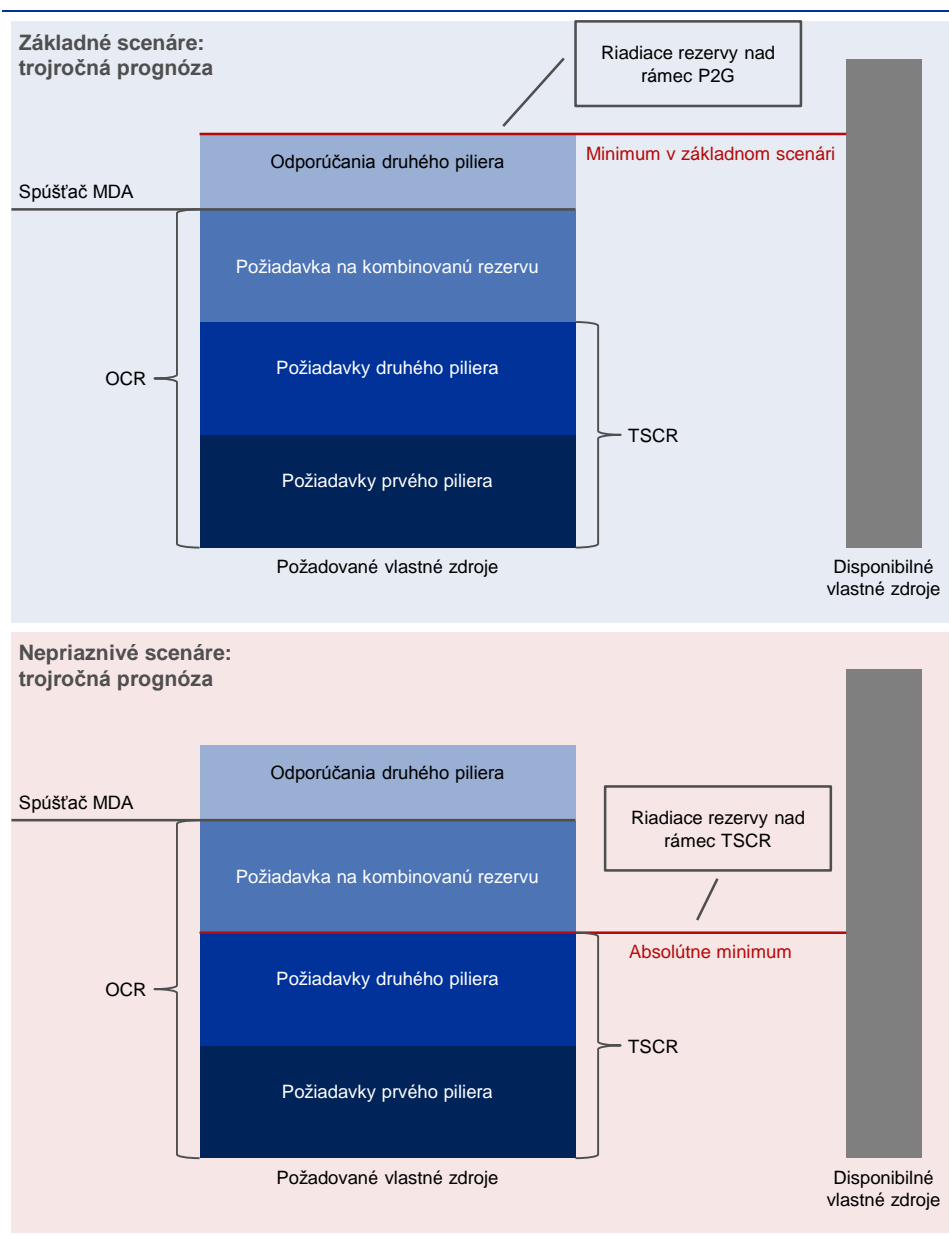 Základné scenáre:
trojročná prognóza
Riadiace rezervy nad
rámec P2G
Odporúčania druhého piliera
Minimum v základnom scenári
Spúšťač MDA
Požiadavka na kombinovanú rezervu
Požiadavky druhého piliera
OCR
TSCR
Požiadavky prvého piliera
Požadované vlastné zdroje
Disponibilné
vlastné zdroje
Nepriaznivé scenáre:
trojročná prognóza
Odporúčania druhého piliera
Spúšťač MDA
Riadiace rezervy nad
rámec TSCR
Požiadavka na kombinovanú rezervu
Absolútne minimum
Požiadavky druhého piliera
OCR
TSCR
Požiadavky prvého piliera
Požadované vlastné zdroje
Disponibilné
vlastné zdroje